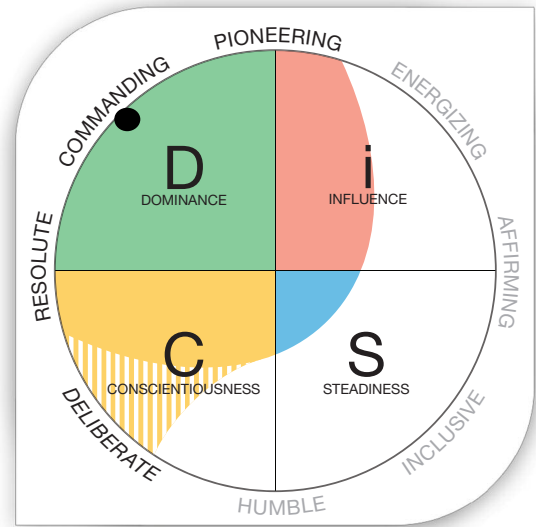 PIONEERING
COMMANDING
ENERGIZING
D
DOMINANCE
i
INFLUENCE
RESOLUTE
AFFIRMING
C
CONSCIENTIOUSNESS
S
STEADINESS
DELIBERATE
INCLUSIVE
HUMBLE